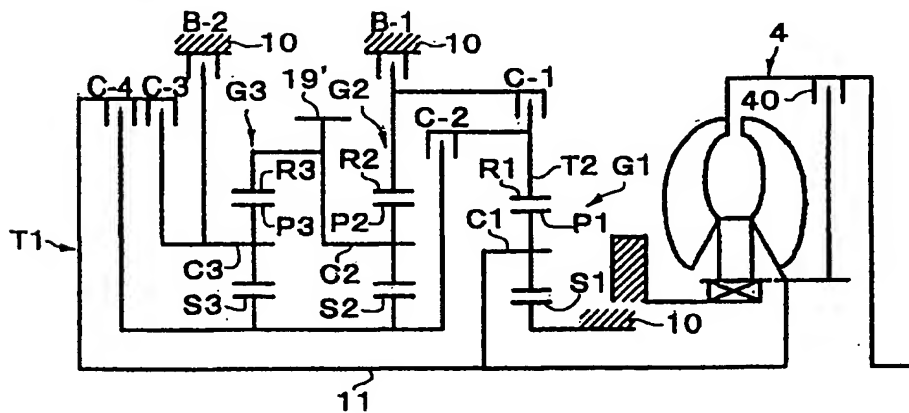 B-2
10
B-1
10
4
C-4
C-3
19'
G3
G2
C-1
40
C-2
R3
R2
R1
T2
G1
P3
P2
P1
T1
C1
C3
C2
S3
S2
S1
10
11